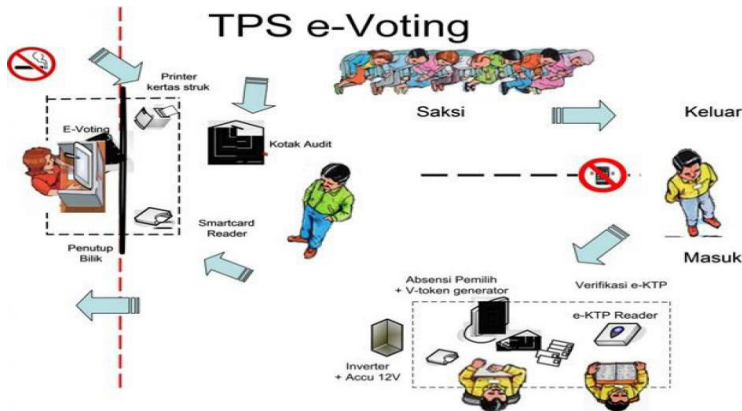 TPS e-Voting
Printer
kertas struk
E-Voting
Kotak Audit
Saksi
Keluar
Smartcard
Reader
Penutup
Bilik
Masuk
Absensi Pemilih
+ V-token generator
Verifikasi e-KTP
e-KTP Reader
Inverter
+ Accu 12V